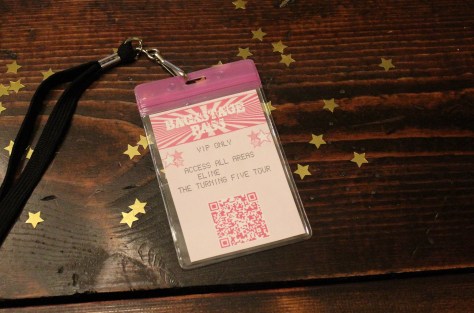 BACKSTAGE
PASS
VIP ONLY
ACCESS ALL AREAS
ELINE
THE TURNING FIVE TOUR